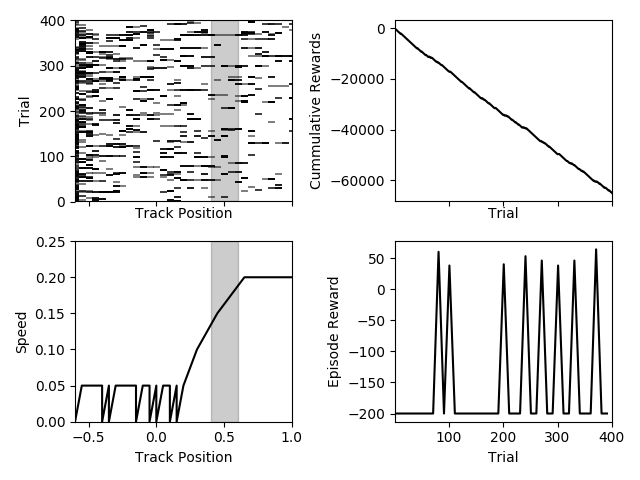 400
300
200
100
0
Trial
Track Position
0
−20000
−40000
−60000
Cummulative Rewards
Trial
0.25
0.20
0.15
0.10
0.05
0.00
Speed
−0.5 0.0 0.5 1.0
Track Position
50
0
−50
−100
−150
−200
Episode Reward
100 200 300 400
Trial